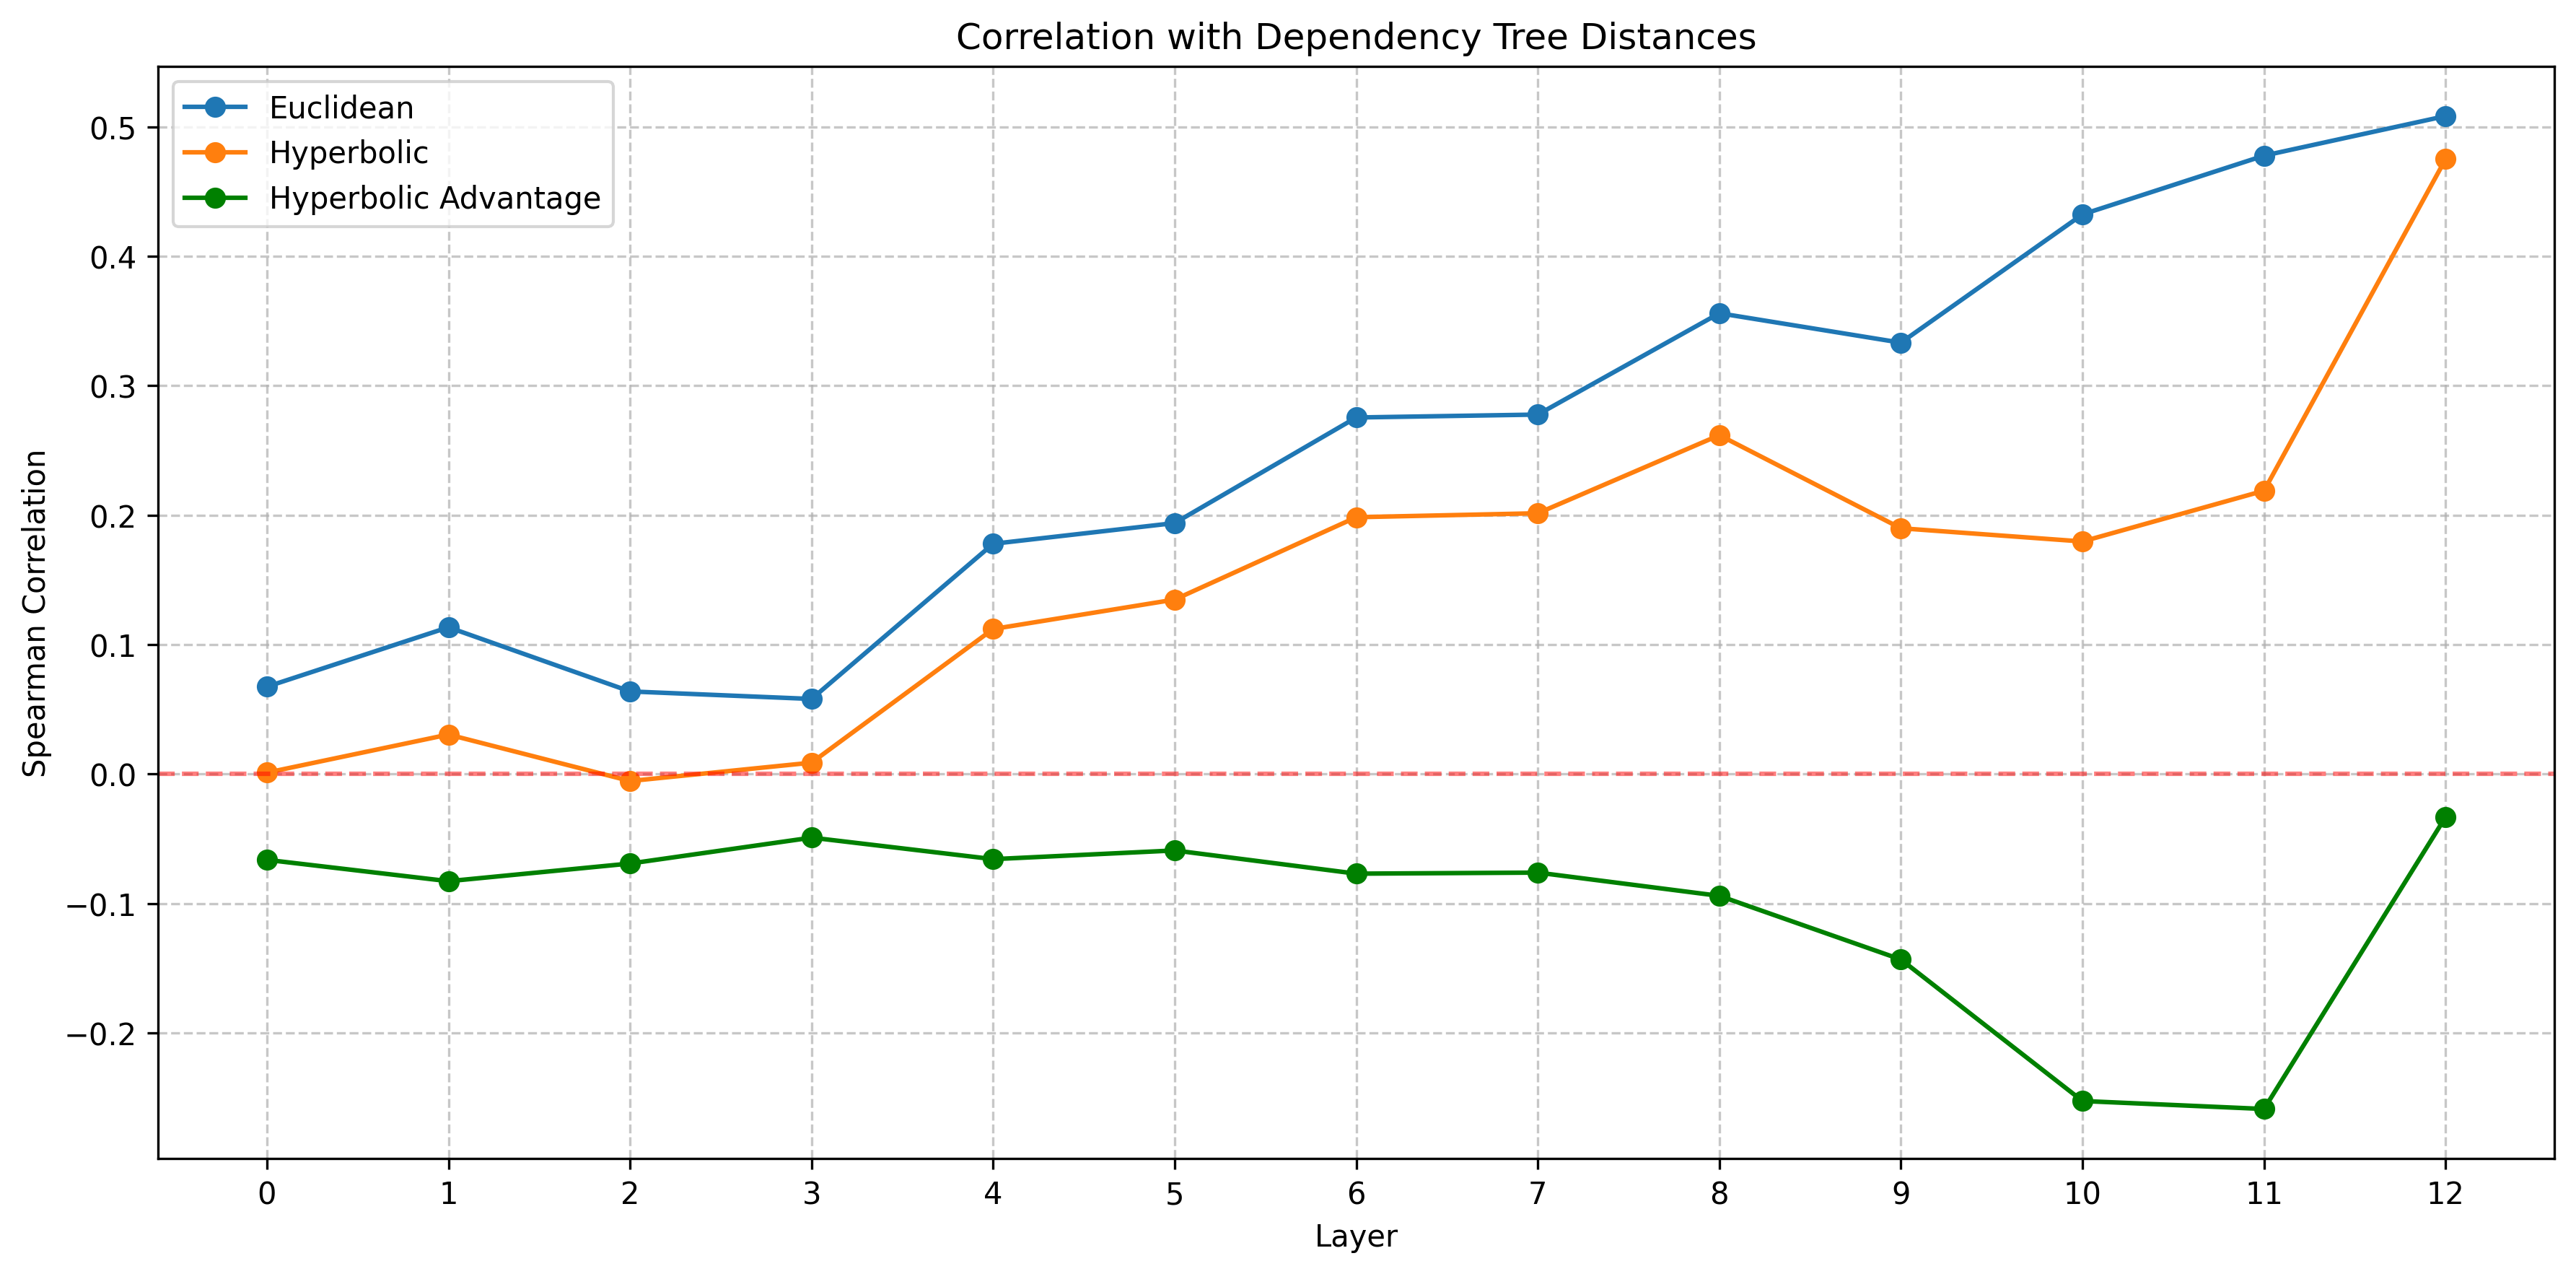 Correlation with Dependency Tree Distances
Euclidean
Hyperbolic
Hyperbolic Advantage
Spearman Correlation
0.5
0.4
0.3
0.2
0.1
0.0
−0.1
−0.2
0 1 2 3 4 5 6 7 8 9 10 11 12
Layer